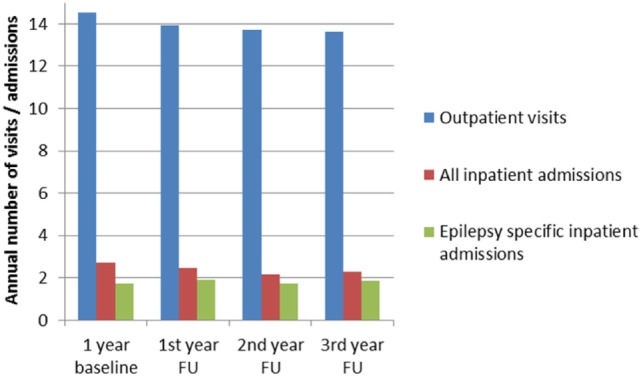 Annual number of visits / admissions
14
12
10
8
6
4
2
0
1 year
baseline
1st year
FU
2nd year
FU
3rd year
FU
Outpatient visits
All inpatient admissions
Epilepsy specific inpatient
admissions